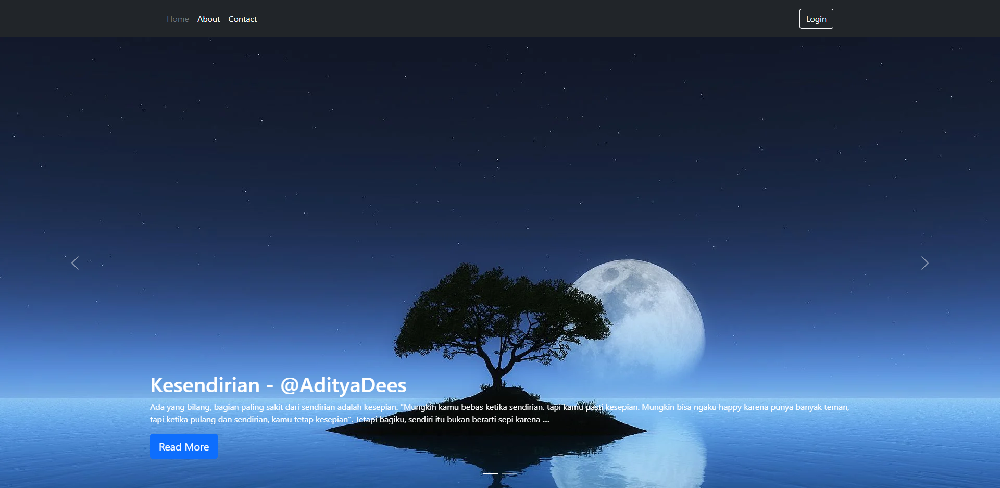 Home About Contact Login
Kesendirian - @AdityaDees
Ada yang bilang, bagian paling sakit dari sendirian adalah kesepian. "Mungkin kamu bebas ketika sendirian. tapi kamu pasti kesepian. Mungkin bisa ngaku happy karena punya banyak teman,
tapi ketika pulang dan sendirian, kamu tetap kesepian". Tetapi bagiku, sendiri itu bukan berarti sepi karena ....
Read More